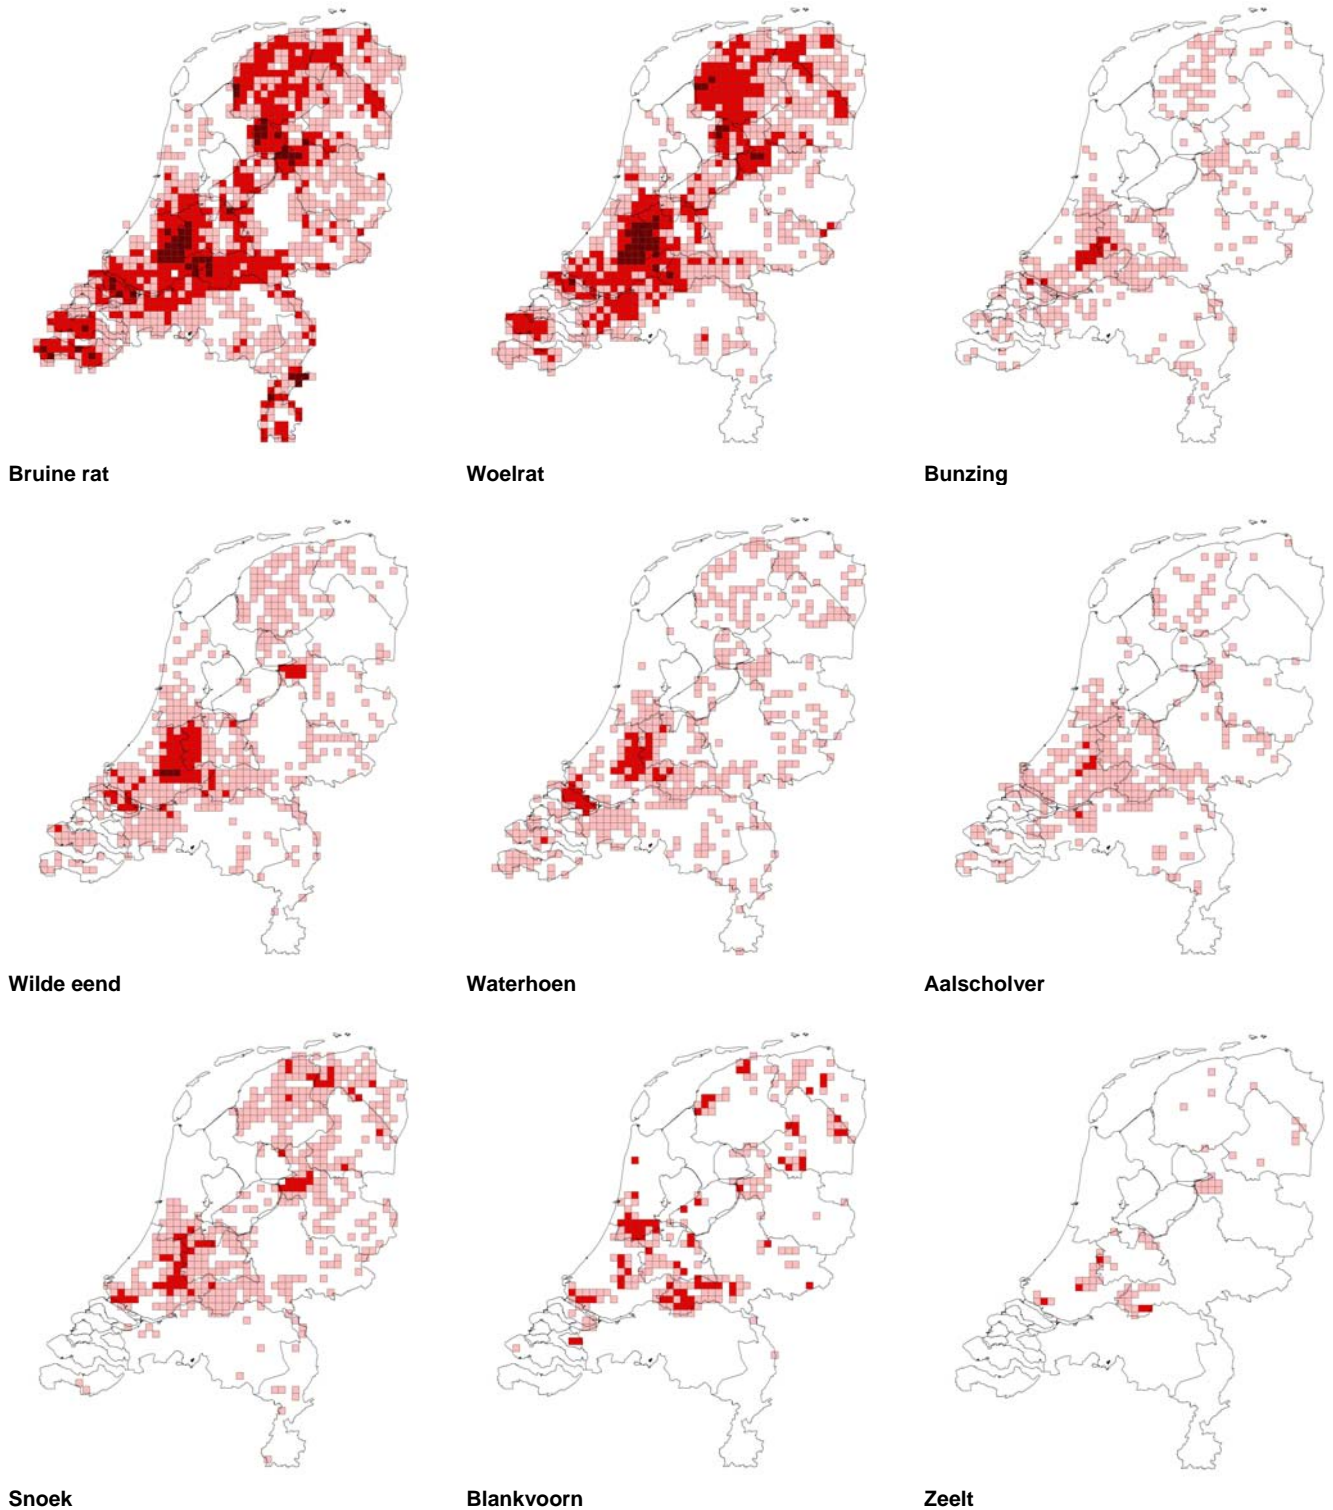 Bruine rat
Woelrat
Bunzing
Wilde eend
Waterhoen
Aalscholver
Snoek
Blankvoorn
Zeelt